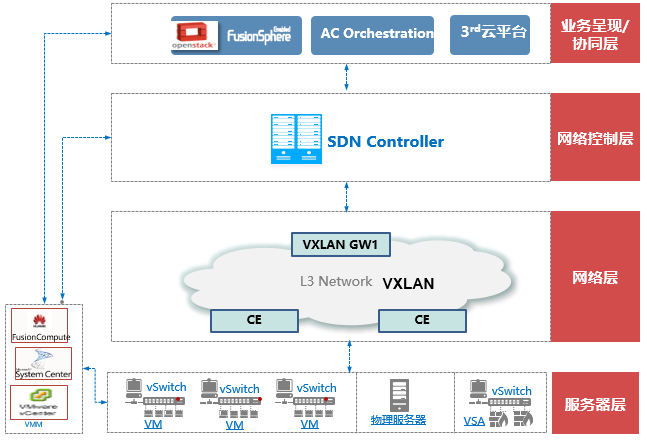 openstack
Enabled
FusionSphere
AC Orchestration
3rd云平台
业务呈现/
协同层
SDN Controller
网络控制层
VXLAN GW1
L3 Network VXLAN
CE
CE
网络层
HUAWEI
FusionCompute
Microsoft
System Center
VMware
vCenter
VMM
vSwitch
VM
vSwitch
VM
vSwitch
VM
物理服务器
vSwitch
VSA
服务器层